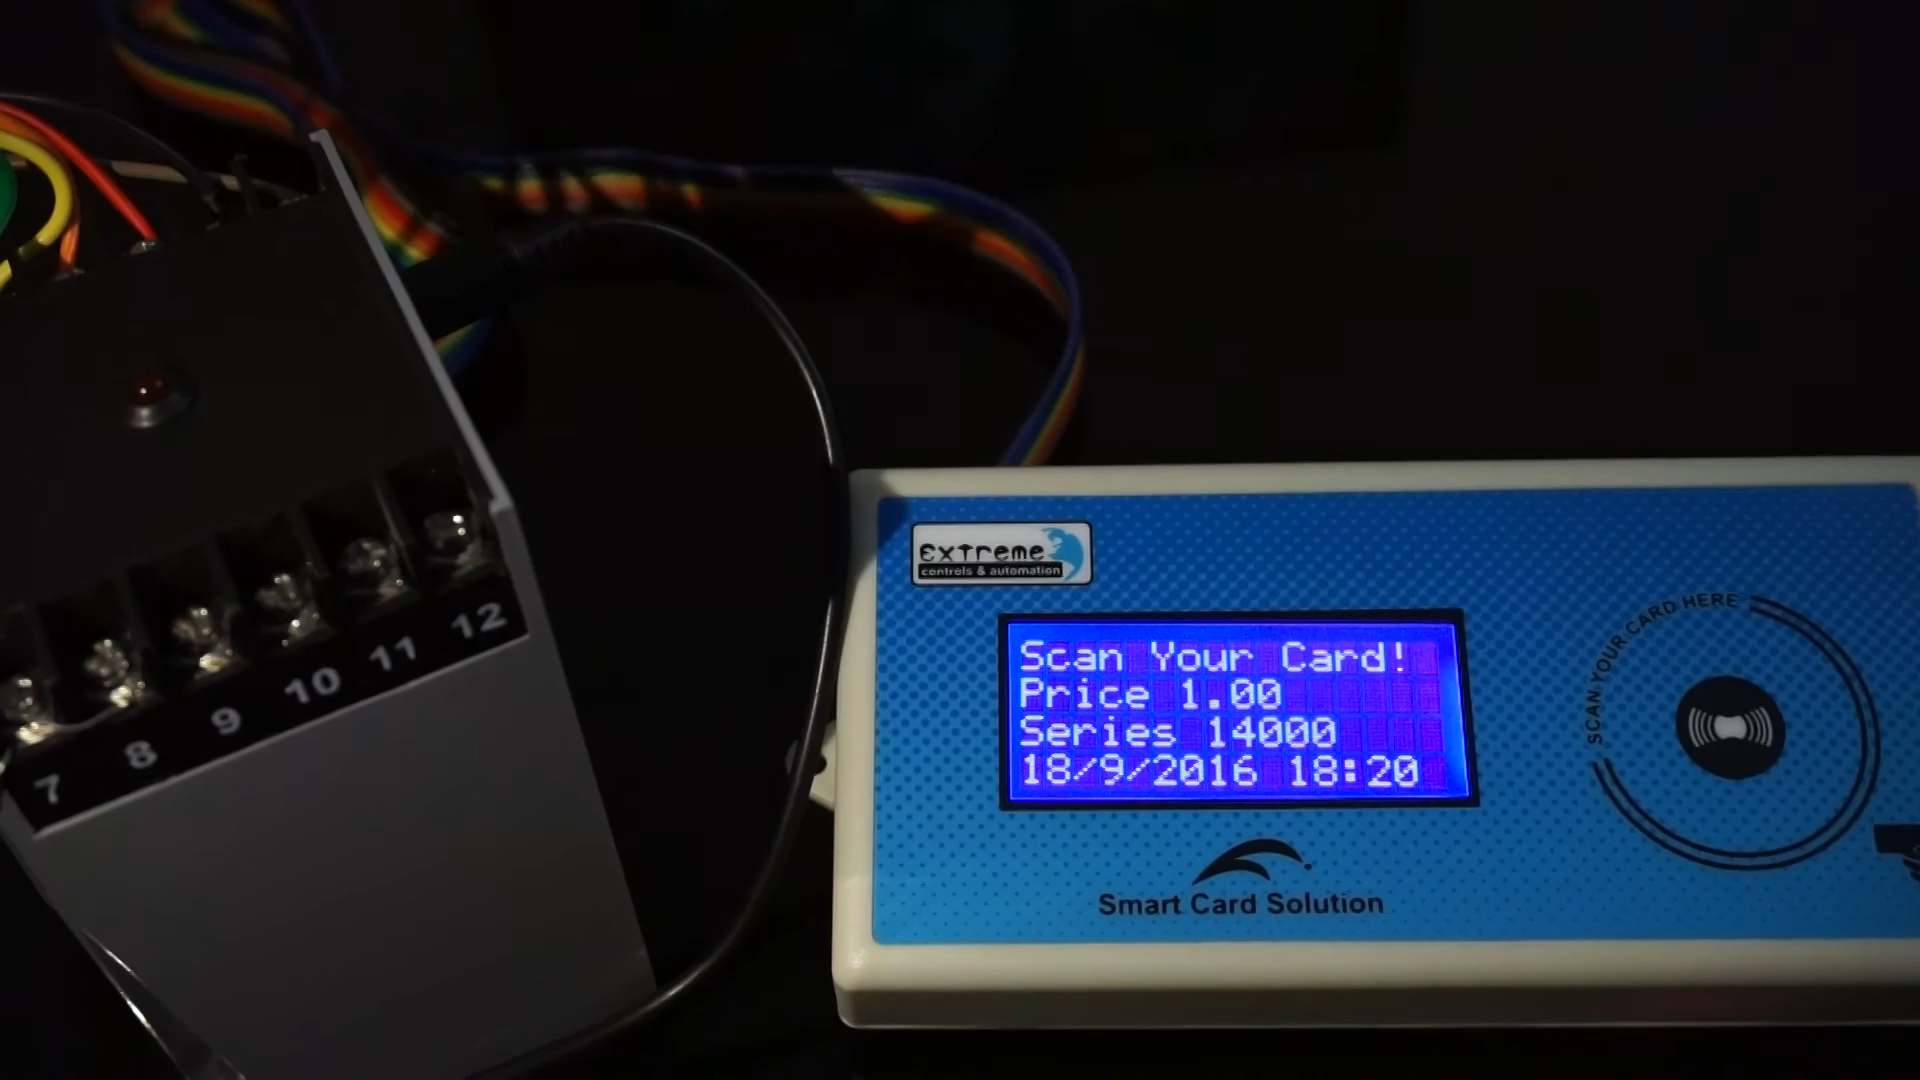 Extreme
controls & automation
Scan Your Card!
Price 1.00
Series 14000
18/9/2016 18:20
SCAN YOUR CARD HERE
Smart Card Solution
7 8 9 10 11 12